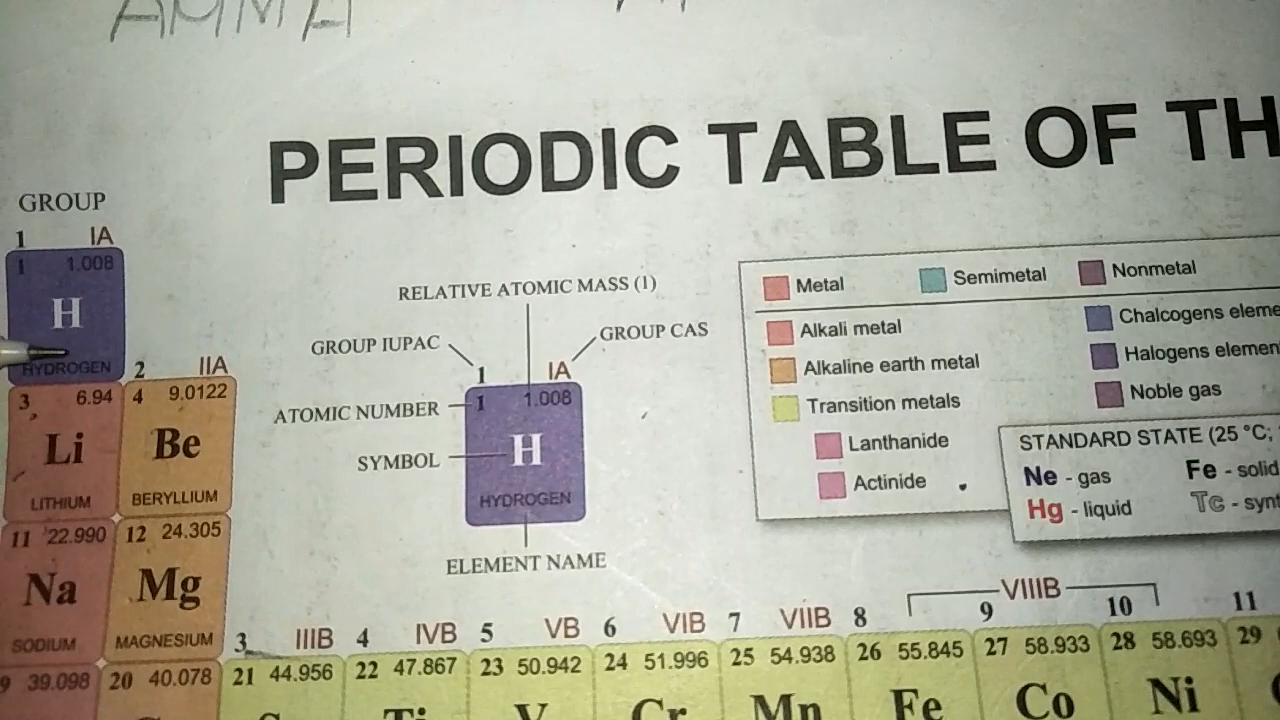 AMMA
PERIODIC TABLE OF TH
GROUP
1 IA
1 1.008
H
HYDROGEN
2 IIA
3 6.94
Li
LITHIUM
4 9.0122
Be
BERYLLIUM
11 22.990
Na
SODIUM
12 24.305
Mg
MAGNESIUM
9 39.098
20 40.078
RELATIVE ATOMIC MASS (1)
GROUP IUPAC
GROUP CAS
1 IA
ATOMIC NUMBER
1 1.008
SYMBOL
H
HYDROGEN
ELEMENT NAME
Metal
Semimetal
Nonmetal
Alkali metal
Alkaline earth metal
Transition metals
Lanthanide
Actinide
Chalcogens eleme
Halogens elemen
Noble gas
STANDARD STATE (25 °C;
Ne - gas
Fe - solid
Hg - liquid
Tc - synt
VIIIB
3 IIIB 4 IVB 5 VB 6 VIB 7 VIIB 8 9 10 11
21 44.956
22 47.867
Ti
23 50.942
V
24 51.996
Cr
25 54.938
Mn
26 55.845
Fe
27 58.933
Co
28 58.693
Ni
29